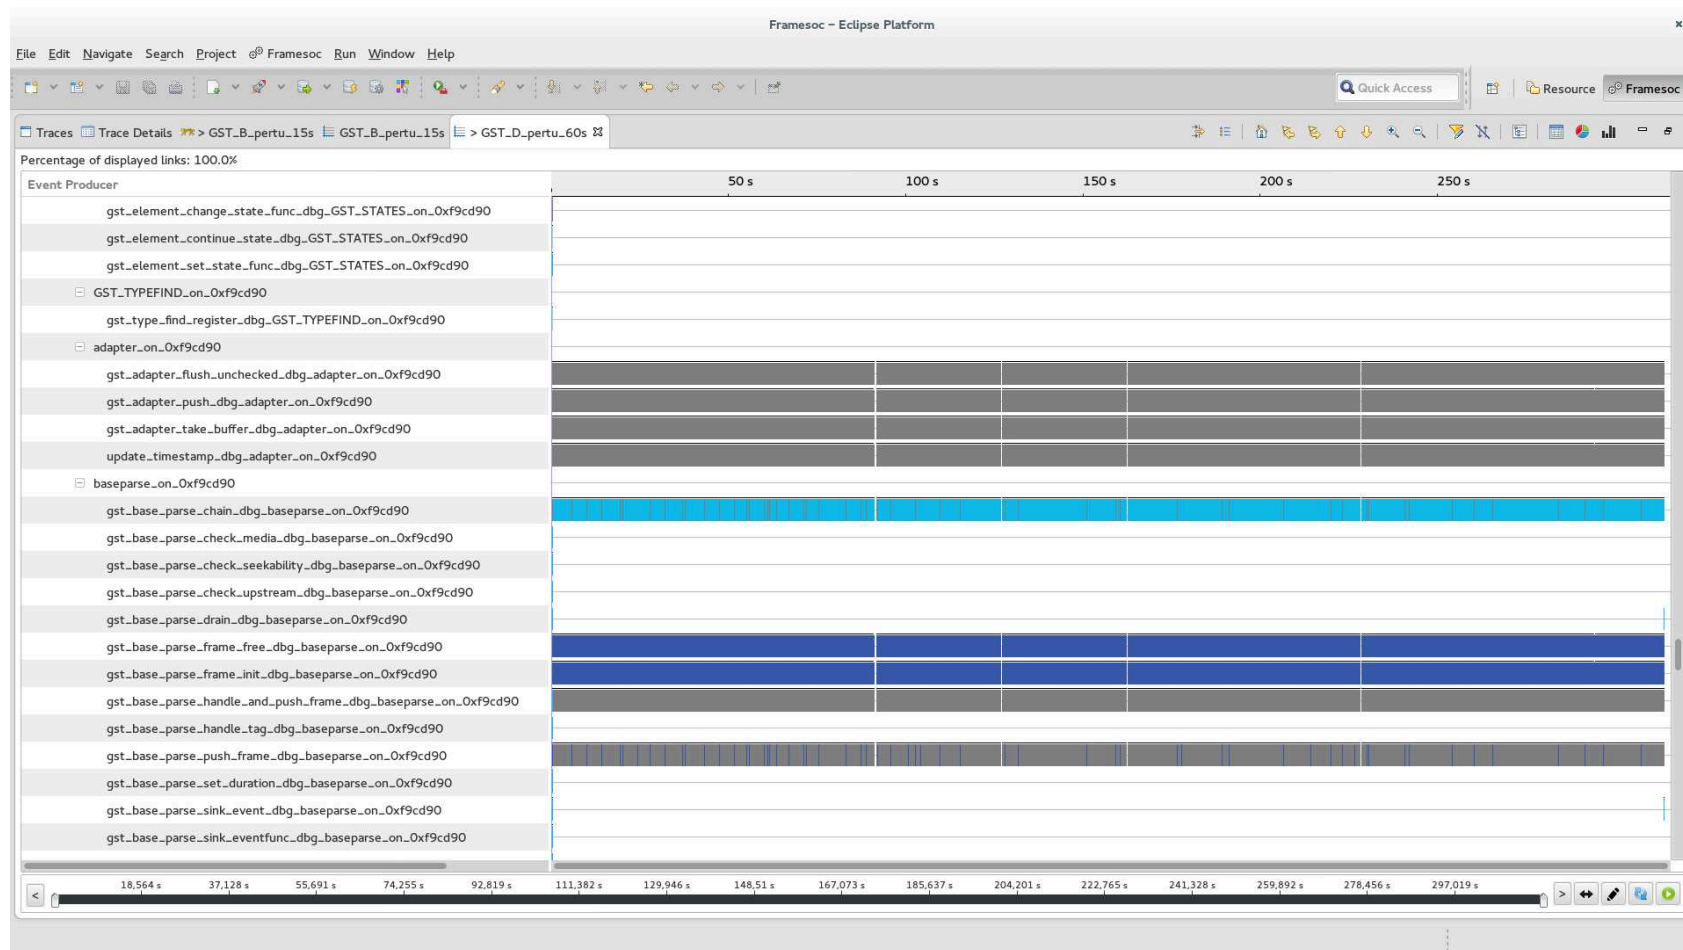 Framesoc – Eclipse Platform
File Edit Navigate Search Project Framesoc Run Window Help
Quick Access Resource Framesoc
Traces Trace Details > GST_B_pertu_15s GST_B_pertu_15s > GST_D_pertu_60s
Percentage of displayed links: 100.0%
Event Producer 50 s 100 s 150 s 200 s 250 s
gst_element_change_state_func_dbg_GST_STATES_on_0xf9cd90
gst_element_continue_state_dbg_GST_STATES_on_0xf9cd90
gst_element_set_state_func_dbg_GST_STATES_on_0xf9cd90
GST_TYPEFIND_on_0xf9cd90
gst_type_find_register_dbg_GST_TYPEFIND_on_0xf9cd90
adapter_on_0xf9cd90
gst_adapter_flush_unchecked_dbg_adapter_on_0xf9cd90
gst_adapter_push_dbg_adapter_on_0xf9cd90
gst_adapter_take_buffer_dbg_adapter_on_0xf9cd90
update_timestamp_dbg_adapter_on_0xf9cd90
baseparse_on_0xf9cd90
gst_base_parse_chain_dbg_baseparse_on_0xf9cd90
gst_base_parse_check_media_dbg_baseparse_on_0xf9cd90
gst_base_parse_check_seekability_dbg_baseparse_on_0xf9cd90
gst_base_parse_check_upstream_dbg_baseparse_on_0xf9cd90
gst_base_parse_drain_dbg_baseparse_on_0xf9cd90
gst_base_parse_frame_free_dbg_baseparse_on_0xf9cd90
gst_base_parse_frame_init_dbg_baseparse_on_0xf9cd90
gst_base_parse_handle_and_push_frame_dbg_baseparse_on_0xf9cd90
gst_base_parse_handle_tag_dbg_baseparse_on_0xf9cd90
gst_base_parse_push_frame_dbg_baseparse_on_0xf9cd90
gst_base_parse_set_duration_dbg_baseparse_on_0xf9cd90
gst_base_parse_sink_event_dbg_baseparse_on_0xf9cd90
gst_base_parse_sink_eventfunc_dbg_baseparse_on_0xf9cd90
18,564 s 37,128 s 55,691 s 74,255 s 92,819 s 111,382 s 129,946 s 148,51 s 167,073 s 185,637 s 204,201 s 222,765 s 241,328 s 259,892 s 278,456 s 297,019 s